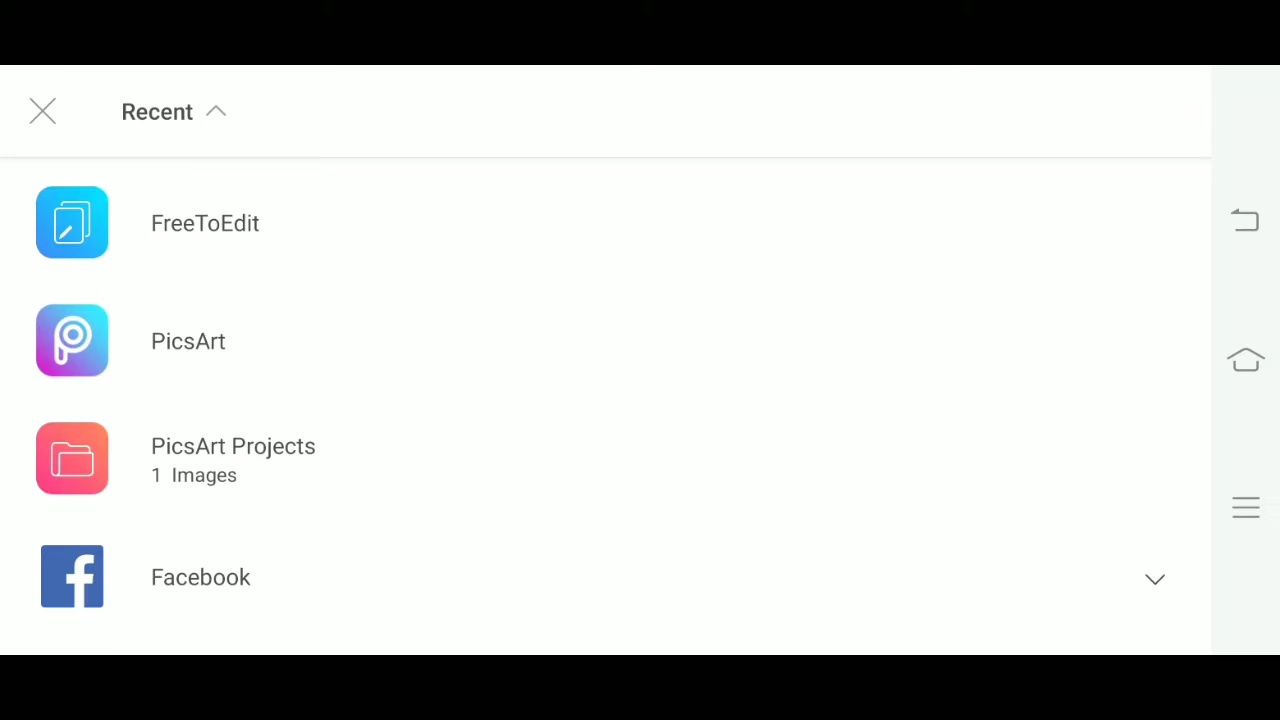 Recent
FreeToEdit
PicsArt
PicsArt Projects
1 Images
Facebook